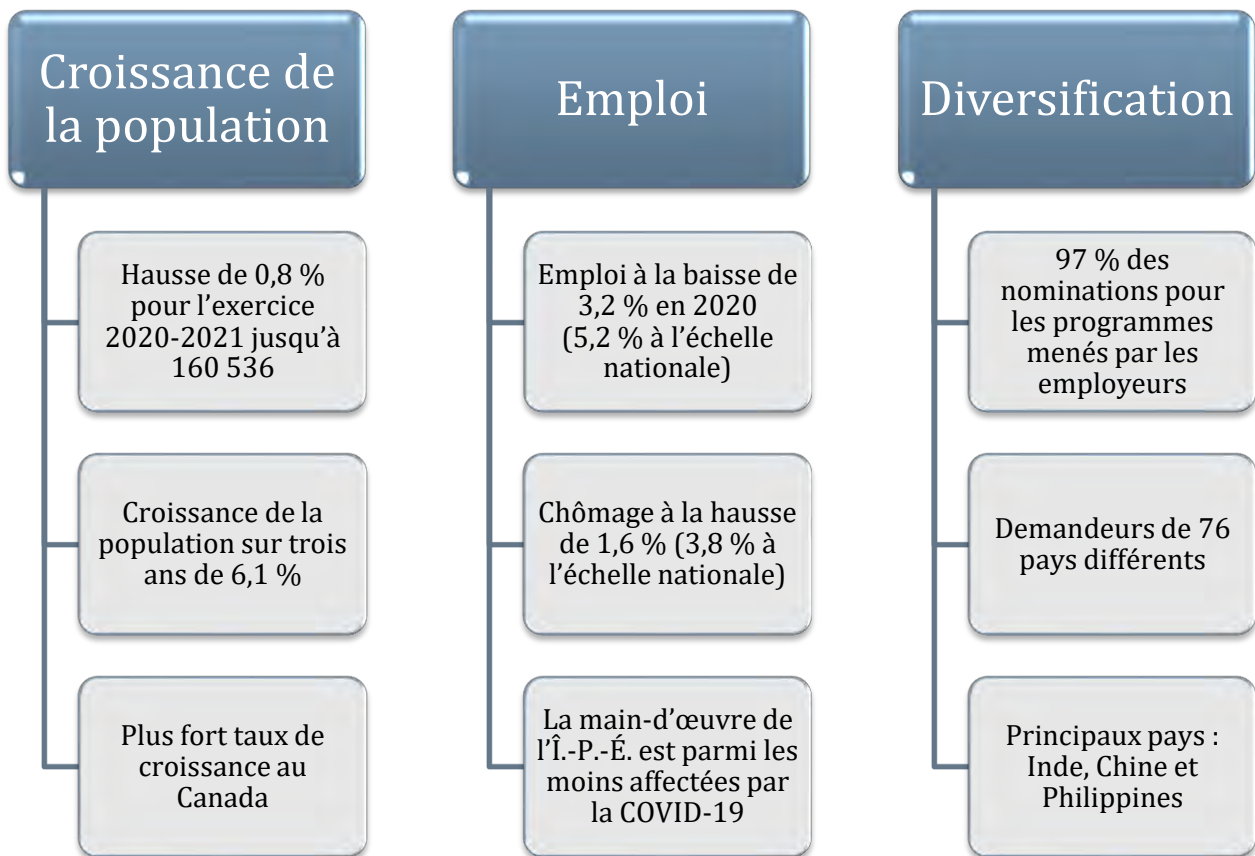 Croissance de
la population
Hausse de 0,8 %
pour l’exercice
2020-2021 jusqu’à
160 536
Croissance de la
population sur trois
ans de 6,1 %
Plus fort taux de
croissance au
Canada
Emploi
Emploi à la baisse de
3,2 % en 2020
(5,2 % à l’échelle
nationale)
Chômage à la hausse
de 1,6 % (3,8 % à
l’échelle nationale)
La main-d’œuvre de
l’Î.-P.-É. est parmi les
moins affectées par
la COVID-19
Diversification
97 % des
nominations pour
les programmes
menés par les
employeurs
Demandeurs de 76
pays différents
Principaux pays :
Inde, Chine et
Philippines